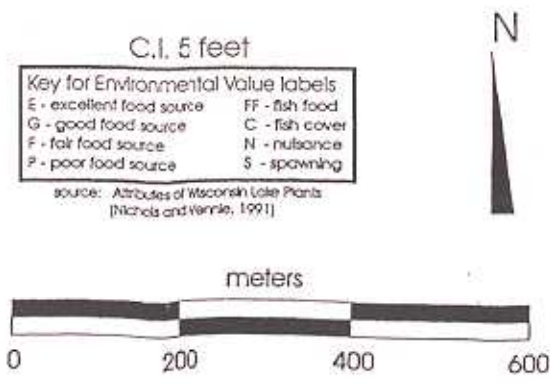 N
C.I. 5 feet
Key for Environmental Value labels
E - excellent food source FF - fish food
G - good food source C - fish cover
F - fair food source N - nuisance
P - poor food source S - spawning
source: Attributes of Wisconsin Lake Plants
(Nichols and Vennie, 1991)
meters
0 200 400 600